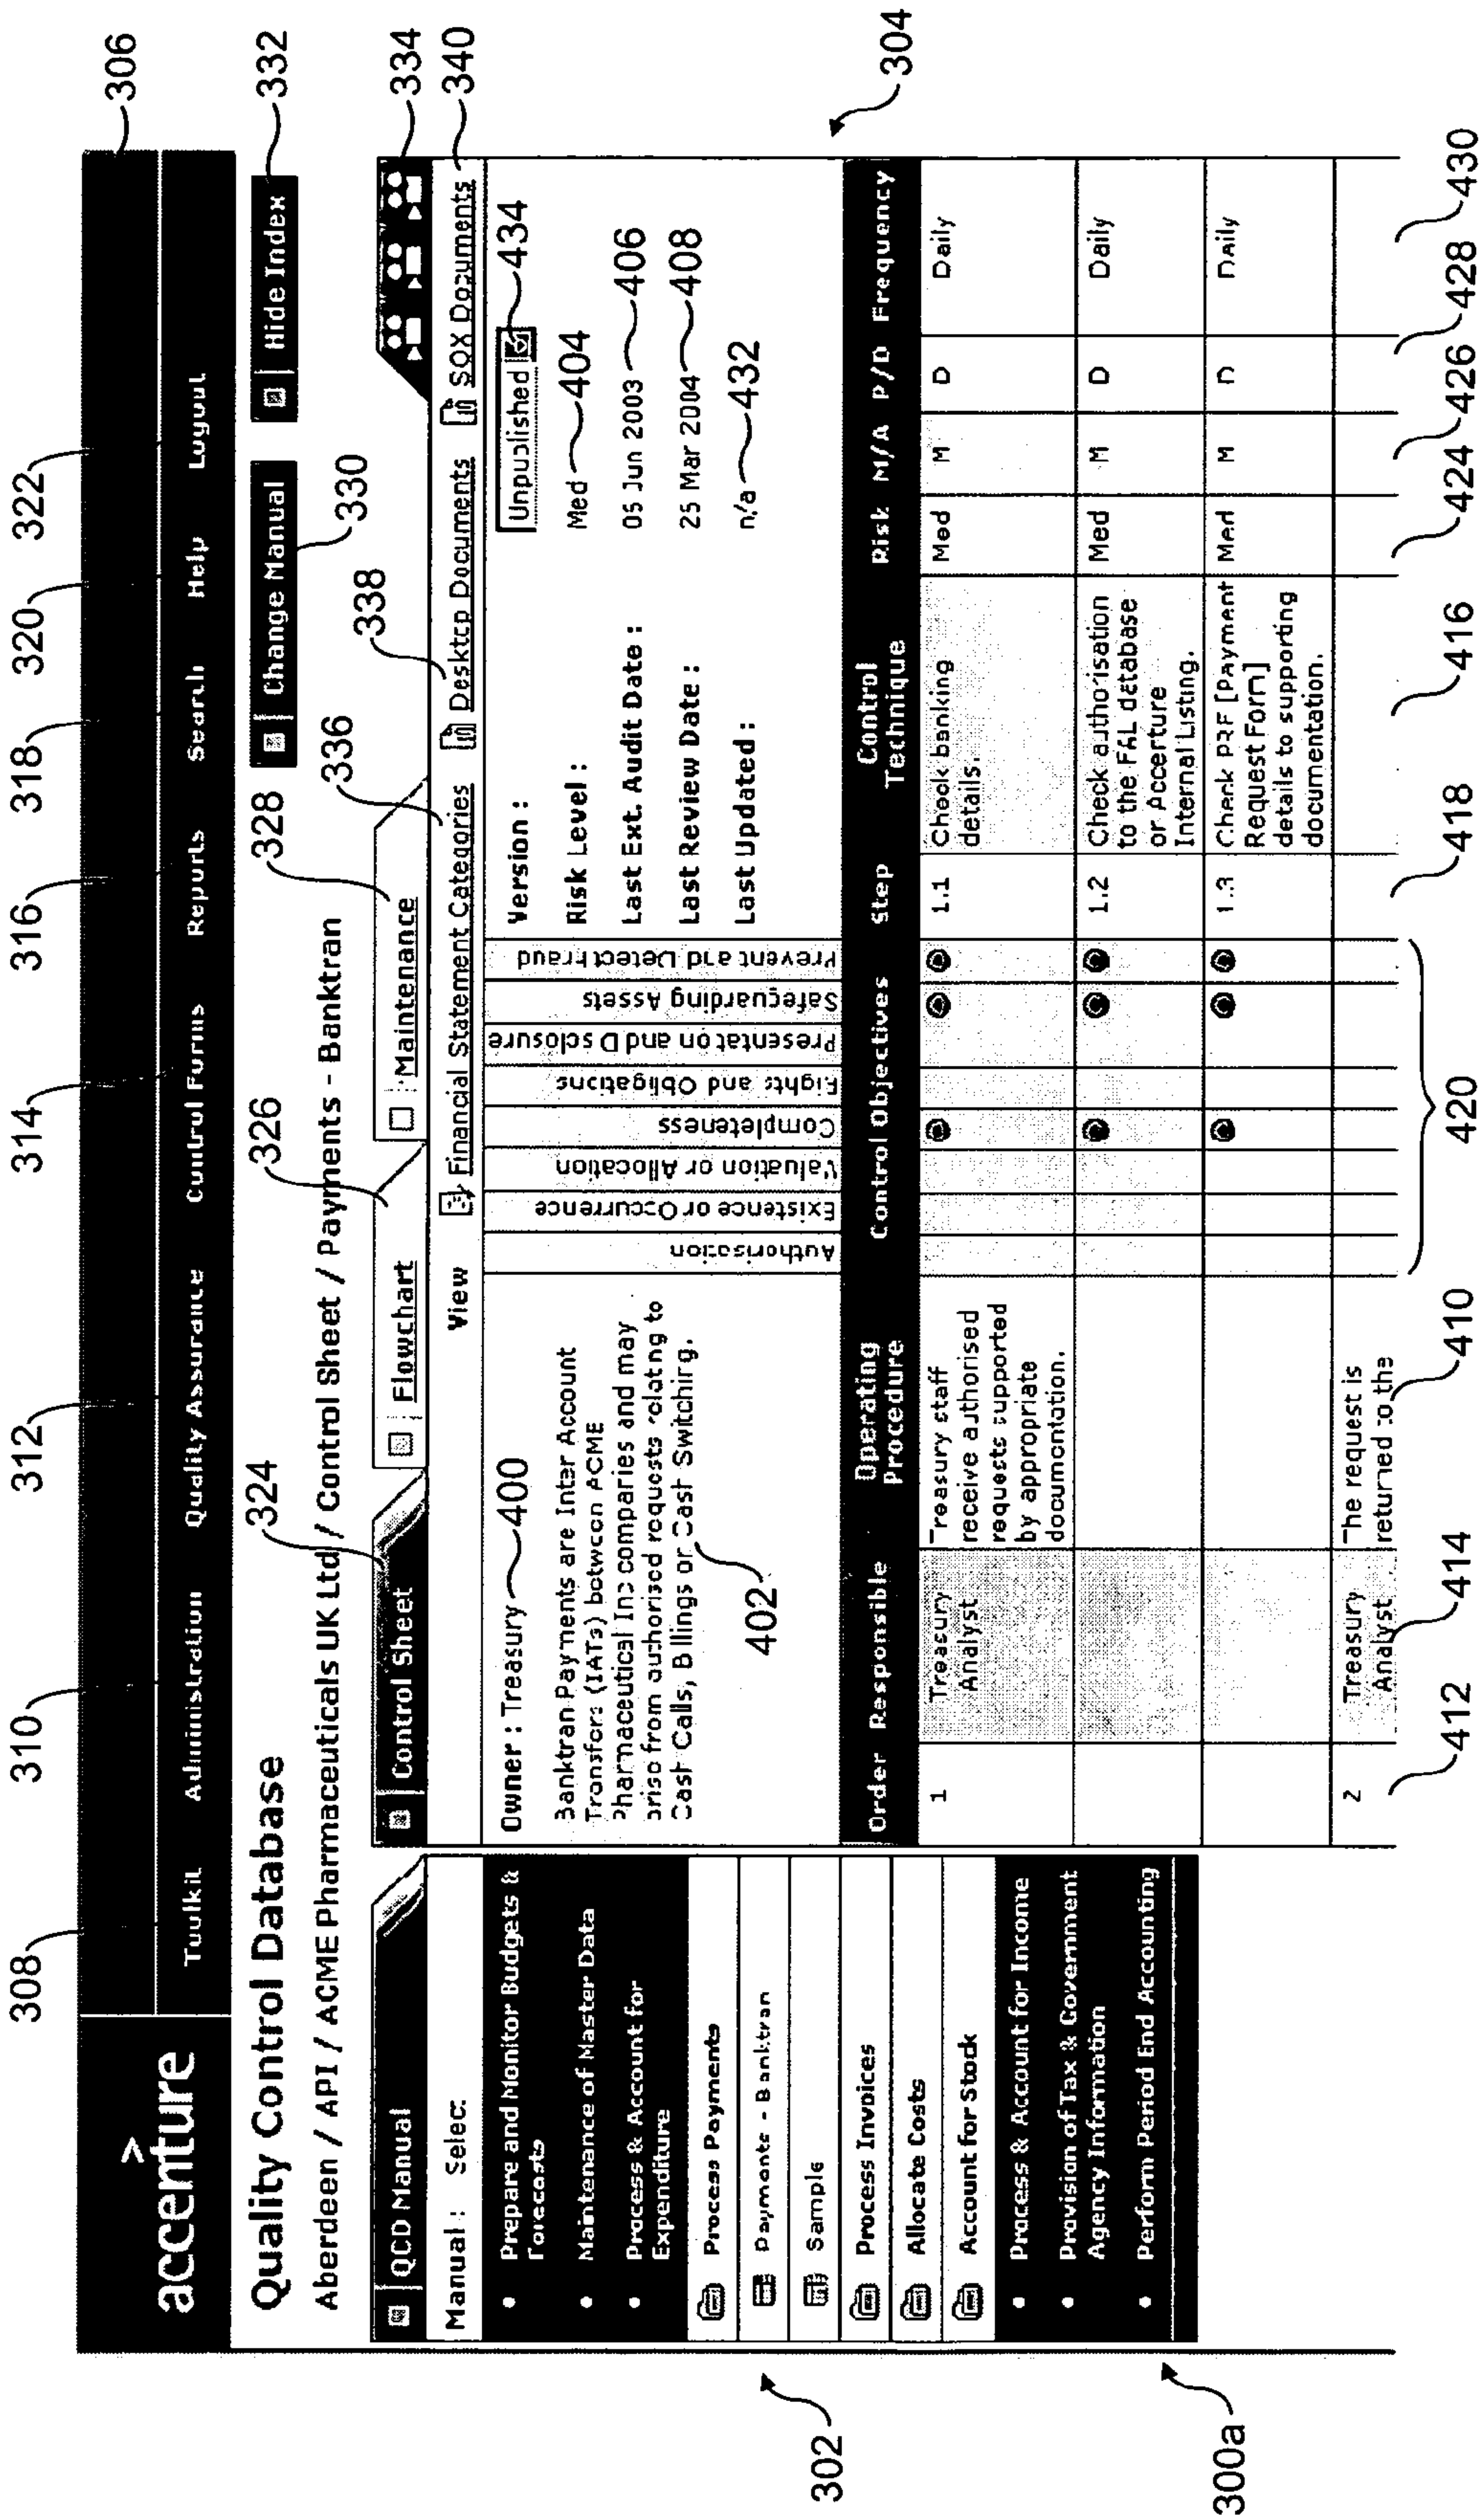 308 310 312 314 316 318 320 322
306
accenture
Toolkit Administration Quality Assurance Control Forms Reports Search Help Logout
Quality Control Database
324 326 328 330 332
Change Manual Hide Index
Aberdeen / API / ACME Pharmaceuticals UK Ltd / Control Sheet / Payments - Banktran
336 338
QCD Manual
Control Sheet Flowchart Maintenance
334
Manual : Select
View Financial Statement Categories Desktop Documents SOX Documents
340
Prepare and Monitor Budgets &
Forecasts
Maintenance of Master Data
Process & Account for
Expenditure
Process Payments
Payments - Banktran
Sample
Process Invoices
Allocate Costs
Account for Stock
Process & Account for Income
Provision of Tax & Government
Agency Information
Perform Period End Accounting
Owner : Treasury 400
Banktran Payments are Inter Account
Transfers (IATs) between ACME
Pharmaceutical Inc companies and may
arise from authorised requests relating to
Cash Calls, Billings or Cash Switching.
402
Authorisation
Existence or Occurrence
Valuation or Allocation
Completeness
Rights and Obligations
Presentation and Disclosure
Safeguarding Assets
Prevent and Detect Fraud
Version : Unpublished 434
Risk Level : Med 404
Last Ext. Audit Date : 05 Jun 2003 406
Last Review Date : 25 Mar 2004 408
Last Updated : n/a 432
304
Order Responsible Operating Procedure Control Objectives Step Control Technique Risk M/A P/D Frequency
1 Treasury Analyst
Treasury staff
receive authorised
requests supported
by appropriate
documentation.
1.1 Check banking
details.
Med M D Daily
1.2 Check authorisation
to the FAL database
or Accenture
Internal Listing.
Med M D Daily
1.3 Check PRF [Payment
Request Form]
details to supporting
documentation.
Med M D Daily
2 Treasury Analyst
The request is
returned to the
302
300a
412 414 410 420 418 416 424 426 428 430